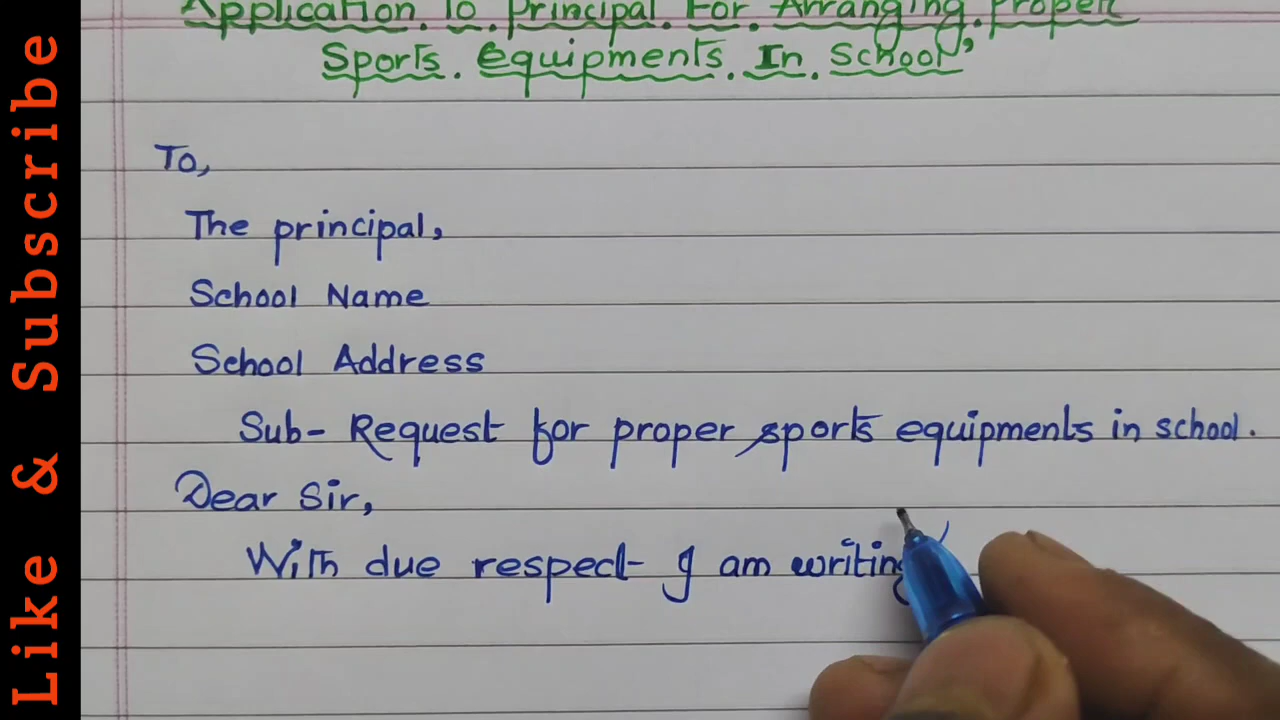 Application. To. Principal. For. Arranging. Proper
Sports. Equipments. In. School"
To,
The principal,
School Name
School Address
Sub- Request for proper sports equipments in school.
Dear Sir,
With due respect I am writing
Like & Subscribe